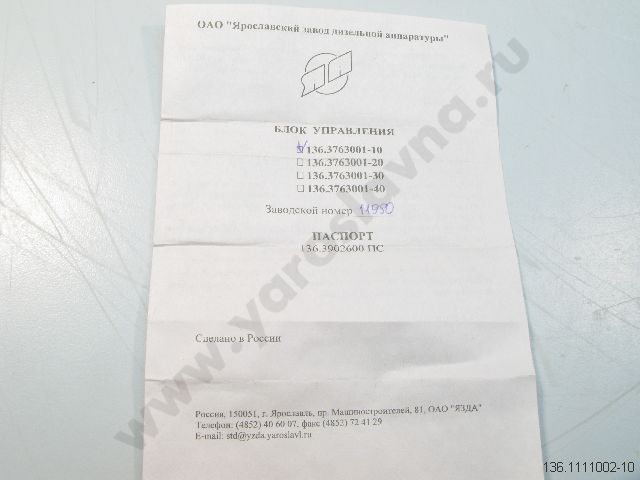 ОАО "Ярославский завод дизельной аппаратуры"
БЛОК УПРАВЛЕНИЯ
136.3763001-10
136.3763001-20
136.3763001-30
136.3763001-40
Заводской номер 11950
ПАСПОРТ
136.3902600 ПС
Сделано в России
Россия, 150051, г. Ярославль, пр. Машиностроителей, 81, ОАО "ЯЗДА"
Телефон: (4852) 40 60 07, факс (4852) 72 41 29
E-mail: std@yzda.yaroslavl.ru
www.yaroslavna.ru
136.1111002-10